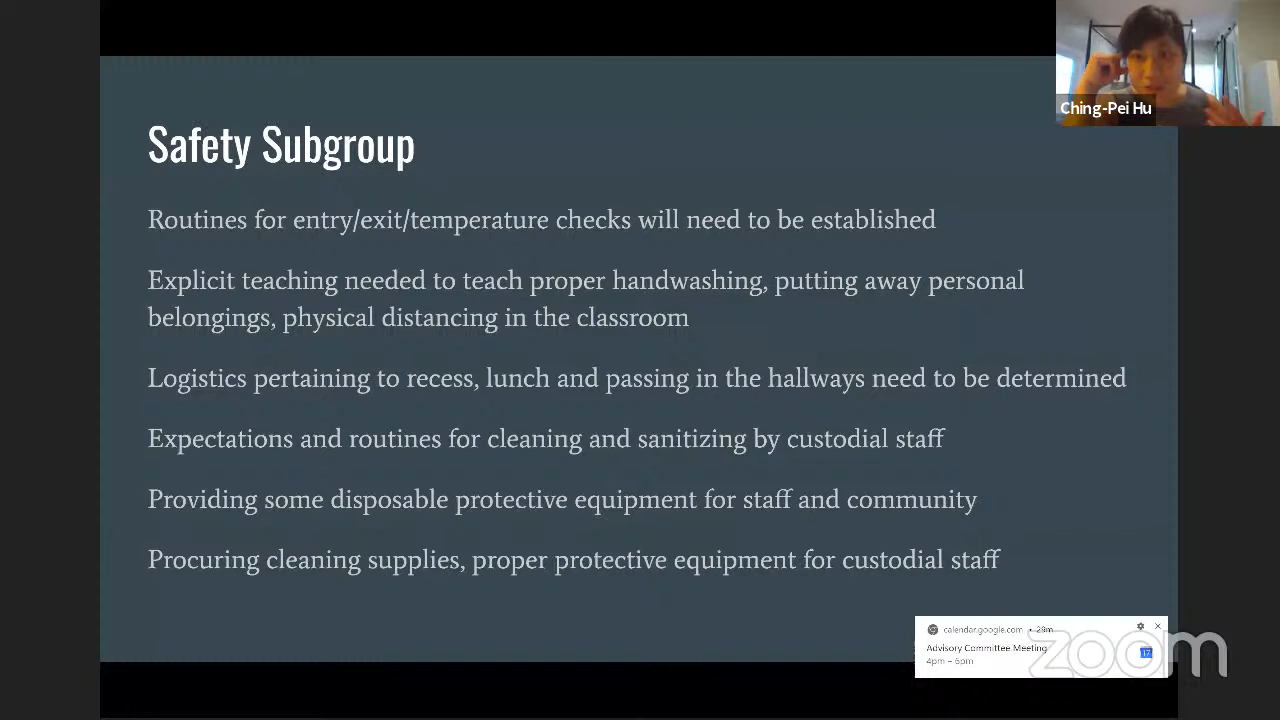 Ching-Pei Hu
Safety Subgroup
Routines for entry/exit/temperature checks will need to be established
Explicit teaching needed to teach proper handwashing, putting away personal
belongings, physical distancing in the classroom
Logistics pertaining to recess, lunch and passing in the hallways need to be determined
Expectations and routines for cleaning and sanitizing by custodial staff
Providing some disposable protective equipment for staff and community
Procuring cleaning supplies, proper protective equipment for custodial staff
calendar.google.com • 29m
Advisory Committee Meeting
4pm – 6pm
17
zoom